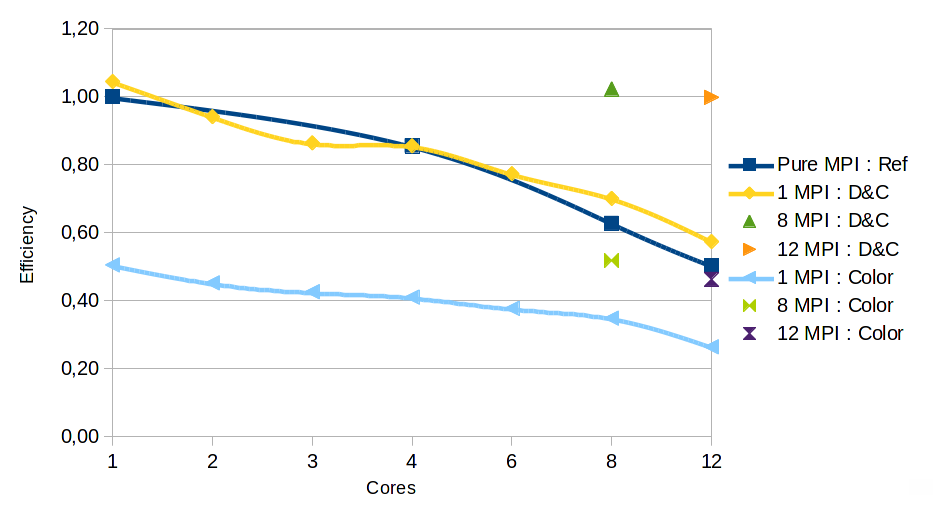 1,20
1,00
0,80
0,60
0,40
0,20
0,00
Efficiency
1 2 3 4 6 8 12
Cores
Pure MPI : Ref
1 MPI : D&C
8 MPI : D&C
12 MPI : D&C
1 MPI : Color
8 MPI : Color
12 MPI : Color